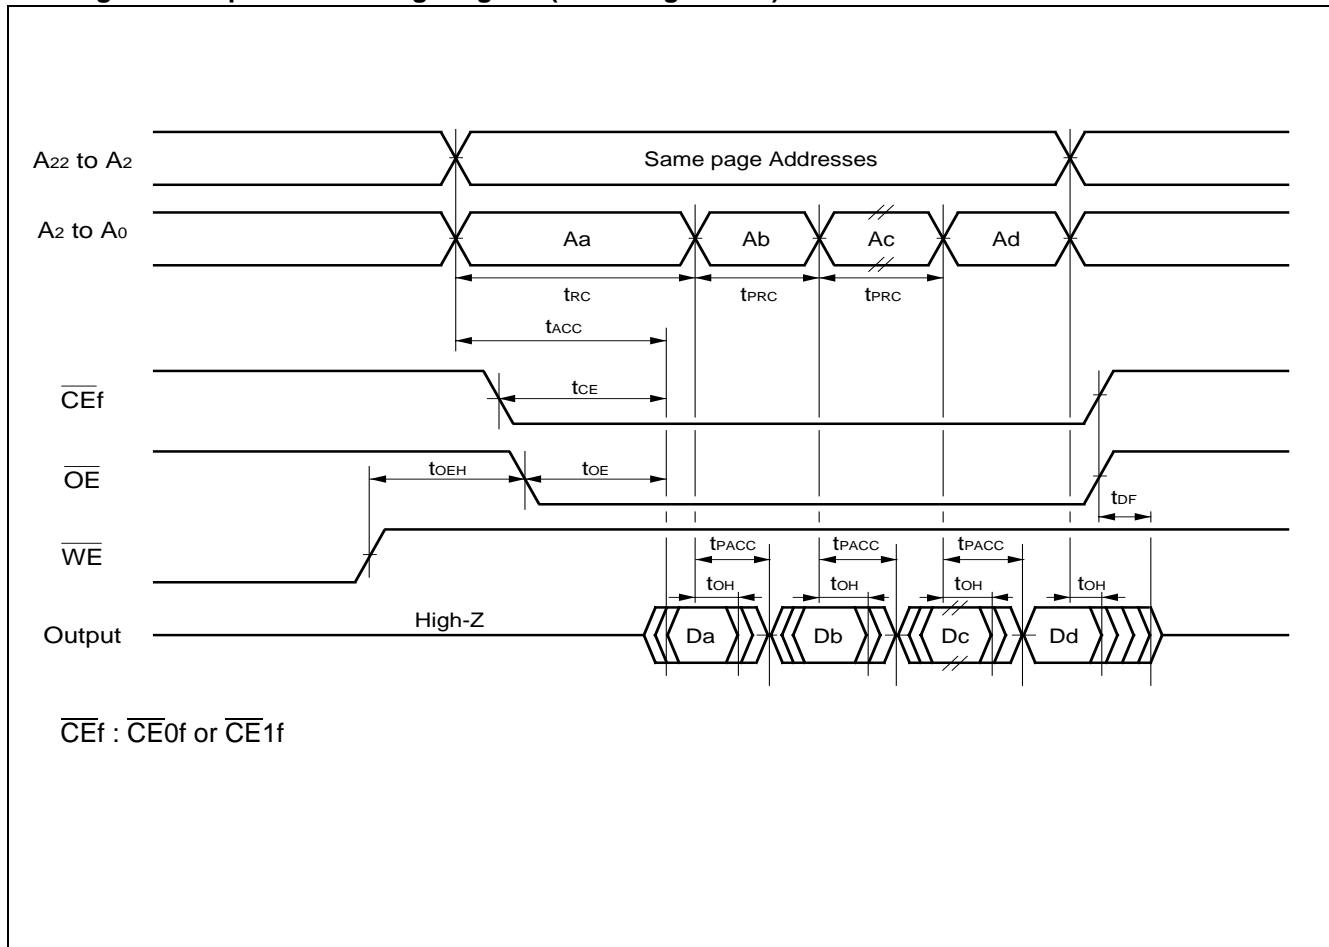 A22 to A2
Same page Addresses
A2 to A0
Aa
Ab
Ac
Ad
tRC
tPRC
tPRC
tACC
CEf
tCE
OE
tOEH
tOE
tDF
WE
tPACC
tPACC
tPACC
tOH
tOH
tOH
tOH
Output
High-Z
Da
Db
Dc
Dd
CEf : CE0f or CE1f